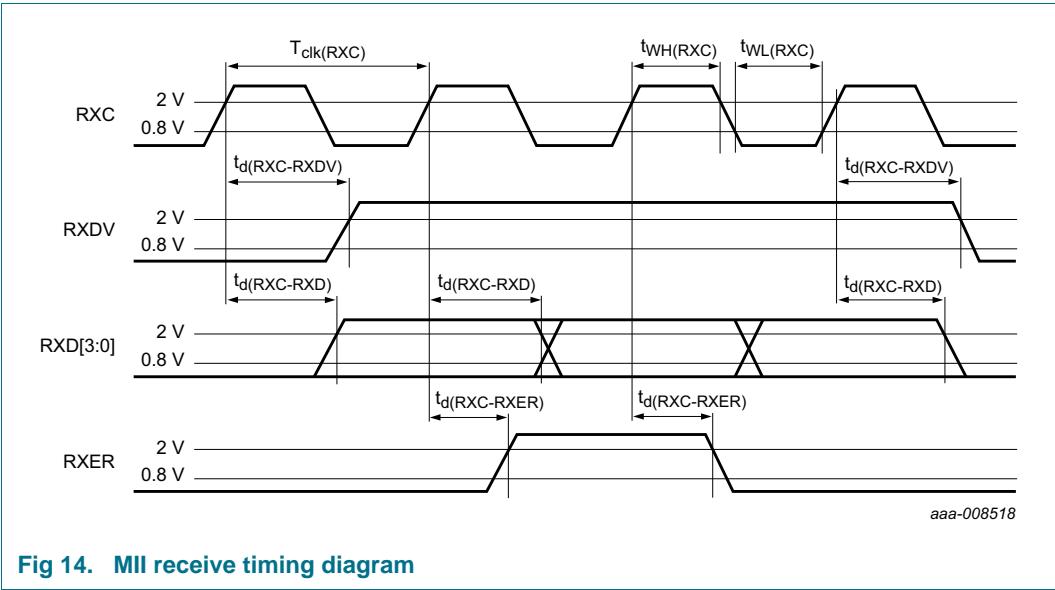 T_clk(RXC) t_WH(RXC) t_WL(RXC)
RXC
2 V
0.8 V
t_d(RXC-RXDV) t_d(RXC-RXDV)
RXDV
2 V
0.8 V
t_d(RXC-RXD) t_d(RXC-RXD) t_d(RXC-RXD)
RXD[3:0]
2 V
0.8 V
t_d(RXC-RXER) t_d(RXC-RXER)
RXER
2 V
0.8 V
aaa-008518
Fig 14. MII receive timing diagram